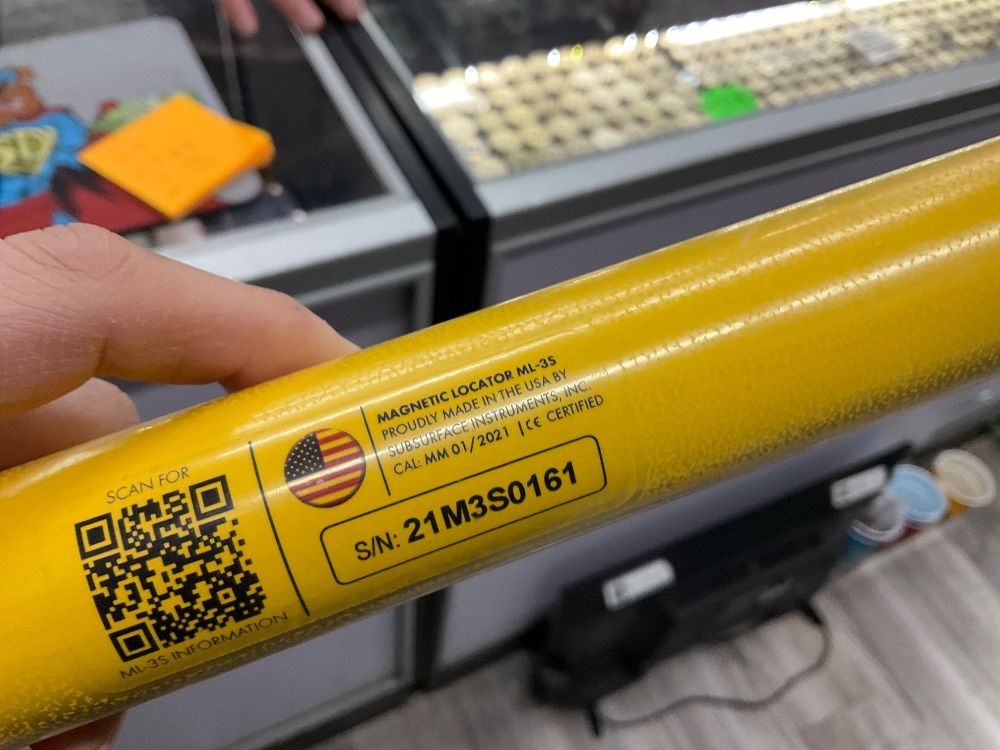 SCAN FOR
ML-3S INFORMATION
MAGNETIC LOCATOR ML-3S
PROUDLY MADE IN THE USA BY
SUBSURFACE INSTRUMENTS, INC.
CAL: MM 01/2021 | CE CERTIFIED
S/N: 21M3S0161